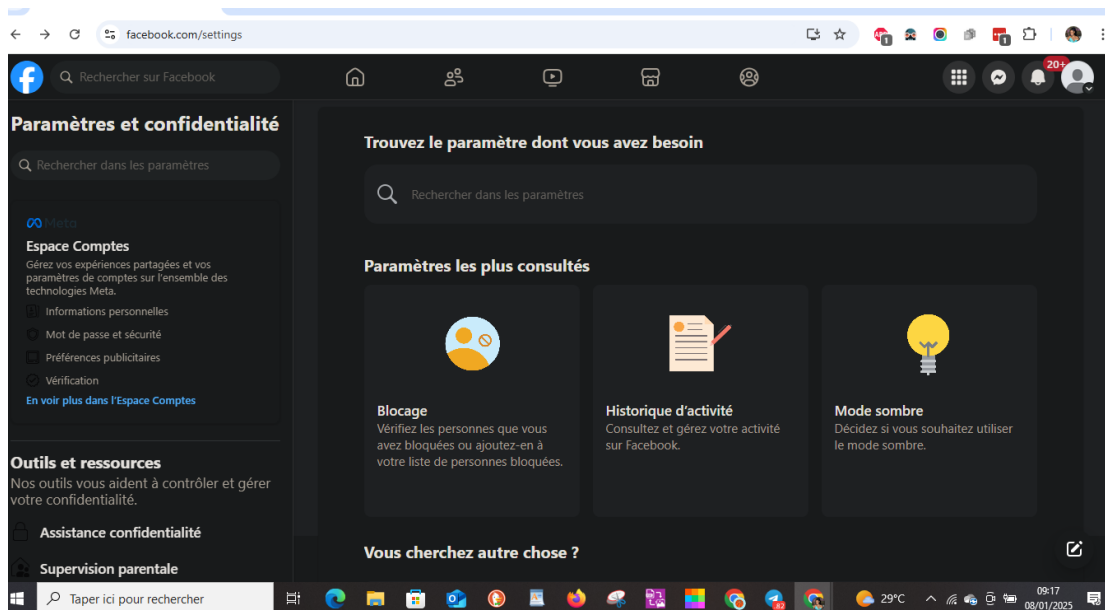 facebook.com/settings
1
1
Rechercher sur Facebook
20+
Paramètres et confidentialité
Rechercher dans les paramètres
Meta
Espace Comptes
Gérez vos expériences partagées et vos
paramètres de comptes sur l'ensemble des
technologies Meta.
Informations personnelles
Mot de passe et sécurité
Préférences publicitaires
Vérification
En voir plus dans l'Espace Comptes
Outils et ressources
Nos outils vous aident à contrôler et gérer
votre confidentialité.
Assistance confidentialité
Supervision parentale
Trouvez le paramètre dont vous avez besoin
Rechercher dans les paramètres
Paramètres les plus consultés
Blocage
Vérifiez les personnes que vous
avez bloquées ou ajoutez-en à
votre liste de personnes bloquées.
Historique d'activité
Consultez et gérez votre activité
sur Facebook.
Mode sombre
Décidez si vous souhaitez utiliser
le mode sombre.
Vous cherchez autre chose ?
Taper ici pour rechercher
29°C
09:17
08/01/2025